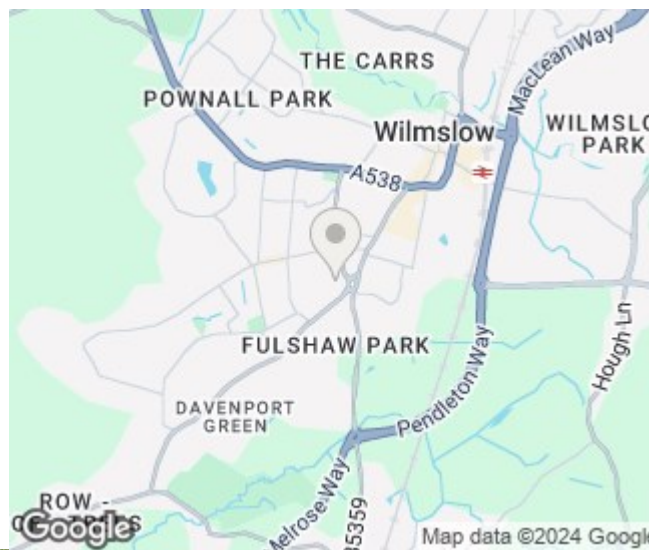 THE CARRS
MacLean Way
POWNALL PARK
Wilmslow
WILMSLO
PARK
A538
FULSHAW PARK
Hough Ln
DAVENPORT
GREEN
Pendleton Way
Melrose Way
ROW -
B5359
Google
Map data ©2024 Google